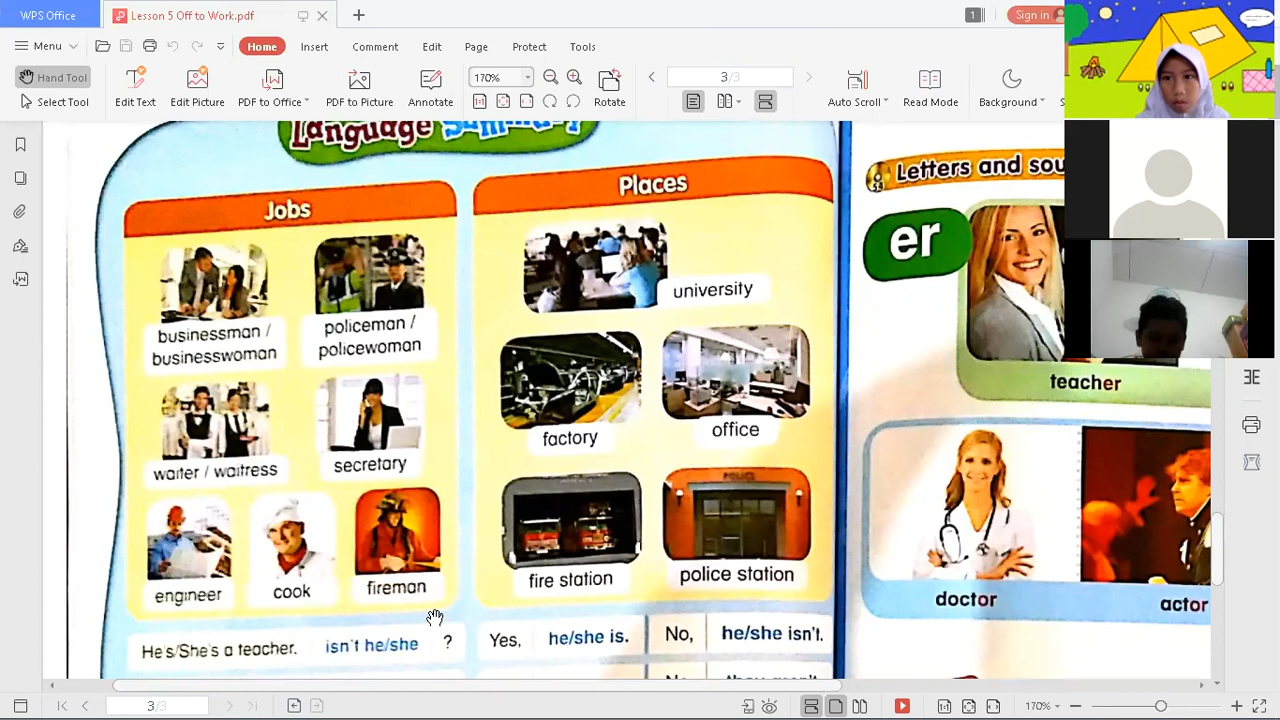 WPS Office
Lesson 5 Off to Work.pdf
1
Sign in
Menu
Home
Insert
Comment
Edit
Page
Protect
Tools
Hand Tool
Select Tool
Edit Text
Edit Picture
PDF to Office
PDF to Picture
Annotate
170%
Rotate
3/3
Auto Scroll
Read Mode
Background
Language Summary
Jobs
businessman /
businesswoman
policeman /
policewoman
waiter / waitress
secretary
engineer
cook
fireman
Places
university
factory
office
POLICE
fire station
police station
He's/She's a teacher. isn't he/she ?
Yes, he/she is. No, he/she isn't.
Letters and sou
er
teacher
doctor
actor
3/3
170%